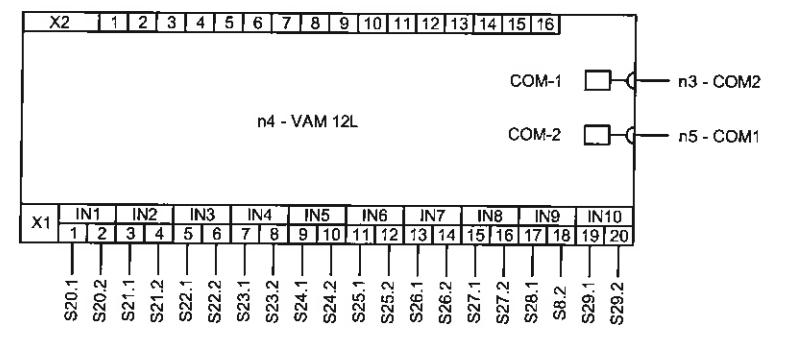 X2 1 2 3 4 5 6 7 8 9 10 11 12 13 14 15 16
COM-1 n3 - COM2
n4 - VAM 12L
COM-2 n5 - COM1
X1 IN1 IN2 IN3 IN4 IN5 IN6 IN7 IN8 IN9 IN10
1 2 3 4 5 6 7 8 9 10 11 12 13 14 15 16 17 18 19 20
S20.1 S20.2 S21.1 S21.2 S22.1 S22.2 S23.1 S23.2 S24.1 S24.2 S25.1 S25.2 S26.1 S26.2 S27.1 S27.2 S28.1 S8.2 S29.1 S29.2